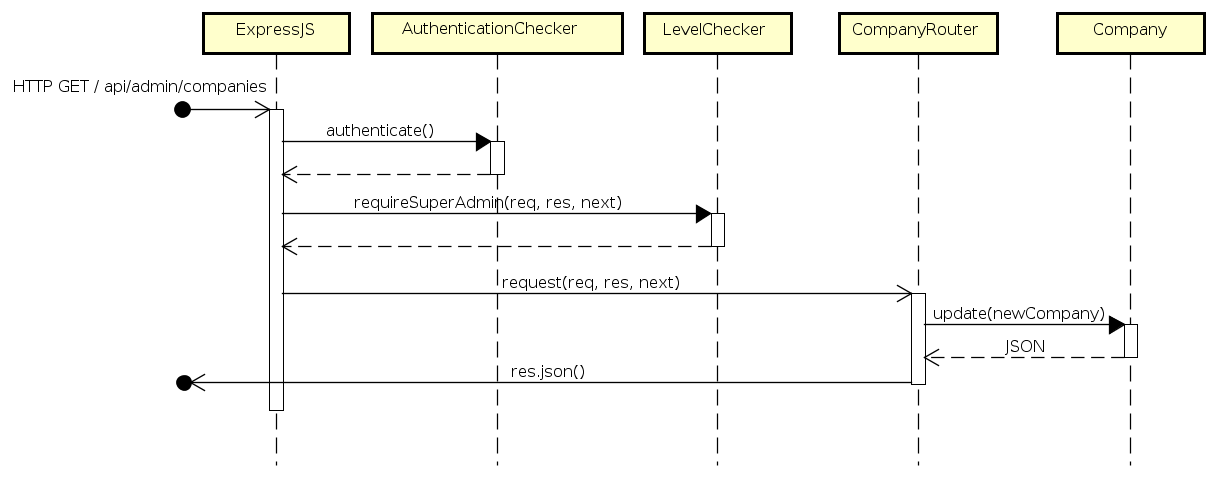 ExpressJS
AuthenticationChecker
LevelChecker
CompanyRouter
Company
HTTP GET / api/admin/companies
authenticate()
requireSuperAdmin(req, res, next)
request(req, res, next)
update(newCompany)
JSON
res.json()